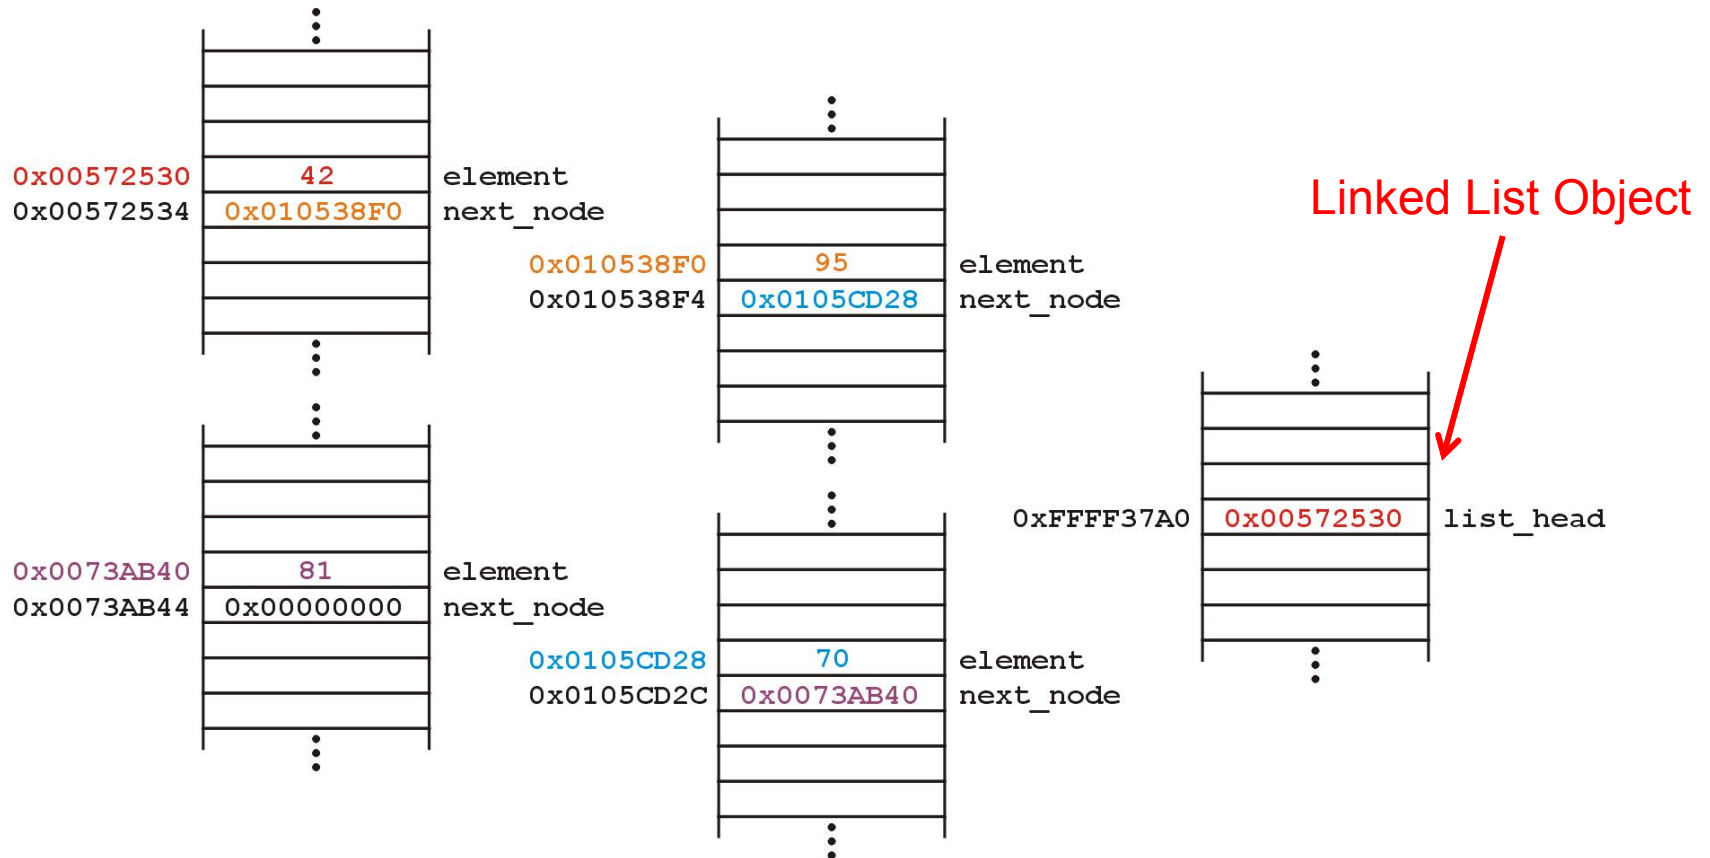 0x00572530 42 element
0x00572534 0x010538F0 next_node
0x0073AB40 81 element
0x0073AB44 0x00000000 next_node
0x010538F0 95 element
0x010538F4 0x0105CD28 next_node
0x0105CD28 70 element
0x0105CD2C 0x0073AB40 next_node
Linked List Object
0xFFFF37A0 0x00572530 list_head